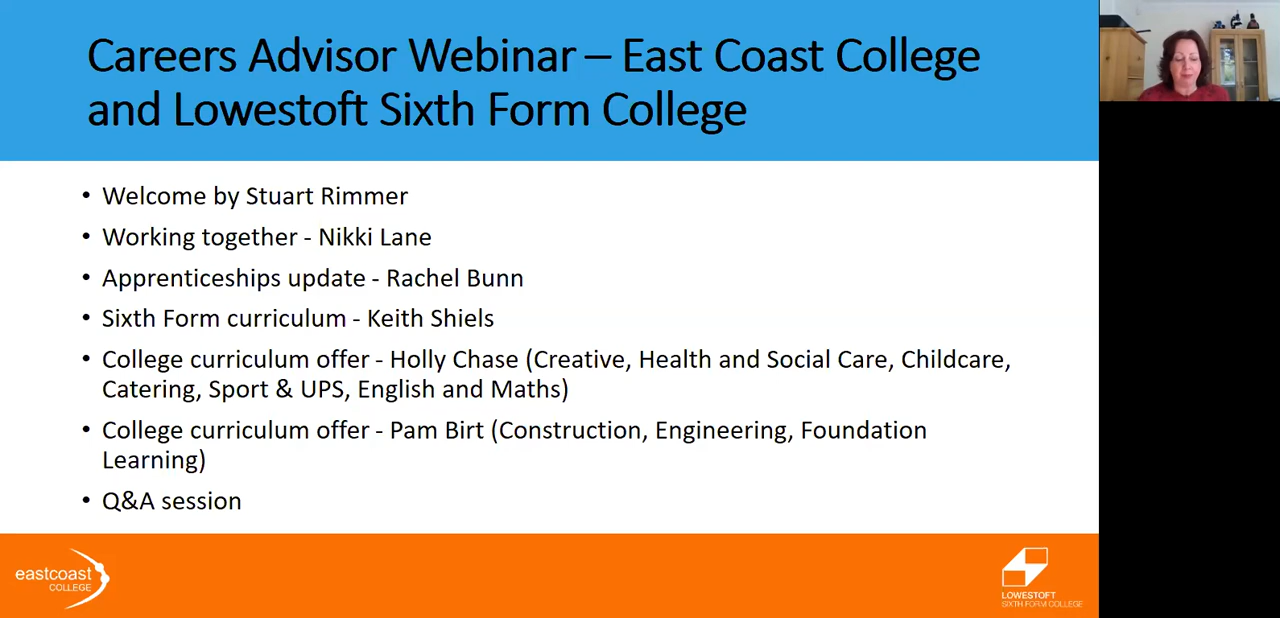 Careers Advisor Webinar – East Coast College
and Lowestoft Sixth Form College
• Welcome by Stuart Rimmer
• Working together - Nikki Lane
• Apprenticeships update - Rachel Bunn
• Sixth Form curriculum - Keith Shiels
• College curriculum offer - Holly Chase (Creative, Health and Social Care, Childcare,
Catering, Sport & UPS, English and Maths)
• College curriculum offer - Pam Birt (Construction, Engineering, Foundation
Learning)
• Q&A session
eastcoast
COLLEGE
LOWESTOFT
SIXTH FORM COLLEGE